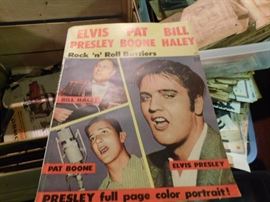 ELVIS PAT BILL
PRESLEY BOONE HALEY
Rock 'n' Roll Battlers
BILL HALEY
PAT BOONE
ELVIS PRESLEY
PRESLEY full page color portrait!